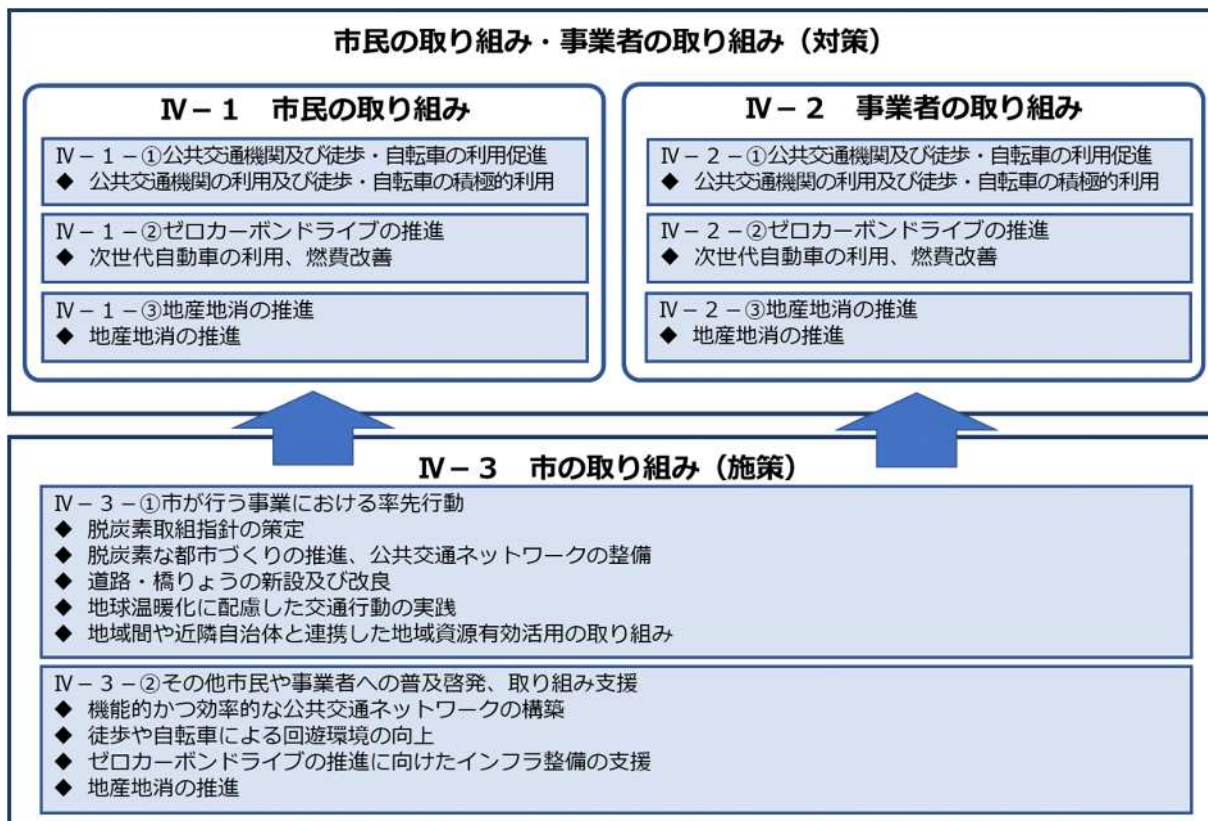 市民の取り組み・事業者の取り組み（対策）
Ⅳ－１　市民の取り組み
Ⅳ－１－①公共交通機関及び徒歩・自転車の利用促進
◆ 公共交通機関の利用及び徒歩・自転車の積極的利用
Ⅳ－１－②ゼロカーボンドライブの推進
◆ 次世代自動車の利用、燃費改善
Ⅳ－１－③地産地消の推進
◆ 地産地消の推進
Ⅳ－２　事業者の取り組み
Ⅳ－２－①公共交通機関及び徒歩・自転車の利用促進
◆ 公共交通機関の利用及び徒歩・自転車の積極的利用
Ⅳ－２－②ゼロカーボンドライブの推進
◆ 次世代自動車の利用、燃費改善
Ⅳ－２－③地産地消の推進
◆ 地産地消の推進
Ⅳ－３　市の取り組み（施策）
Ⅳ－３－①市が行う事業における率先行動
◆ 脱炭素取組指針の策定
◆ 脱炭素な都市づくりの推進、公共交通ネットワークの整備
◆ 道路・橋りょうの新設及び改良
◆ 地球温暖化に配慮した交通行動の実践
◆ 地域間や近隣自治体と連携した地域資源有効活用の取り組み
Ⅳ－３－②その他市民や事業者への普及啓発、取り組み支援
◆ 機能的かつ効率的な公共交通ネットワークの構築
◆ 徒歩や自転車による回遊環境の向上
◆ ゼロカーボンドライブの推進に向けたインフラ整備の支援
◆ 地産地消の推進